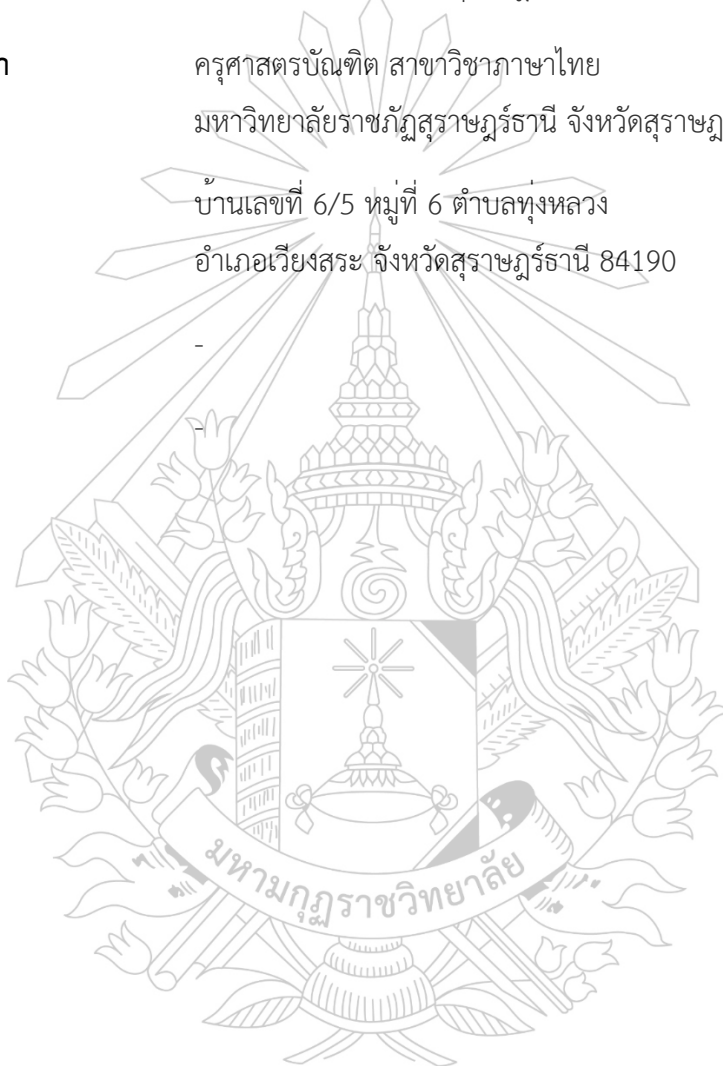 ครุศาสตรบัณฑิต สาขาวิชาภาษาไทย
มหาวิทยาลัยราชภัฏสุราษฎร์ธานี จังหวัดสุราษฎ
บ้านเลขที่ 6/5 หมู่ที่ 6 ตำบลทุ่งหลวง
อำเภอเวียงสระ จังหวัดสุราษฎร์ธานี 84190
-
-
มหามกุฏราชวิทยาลัย